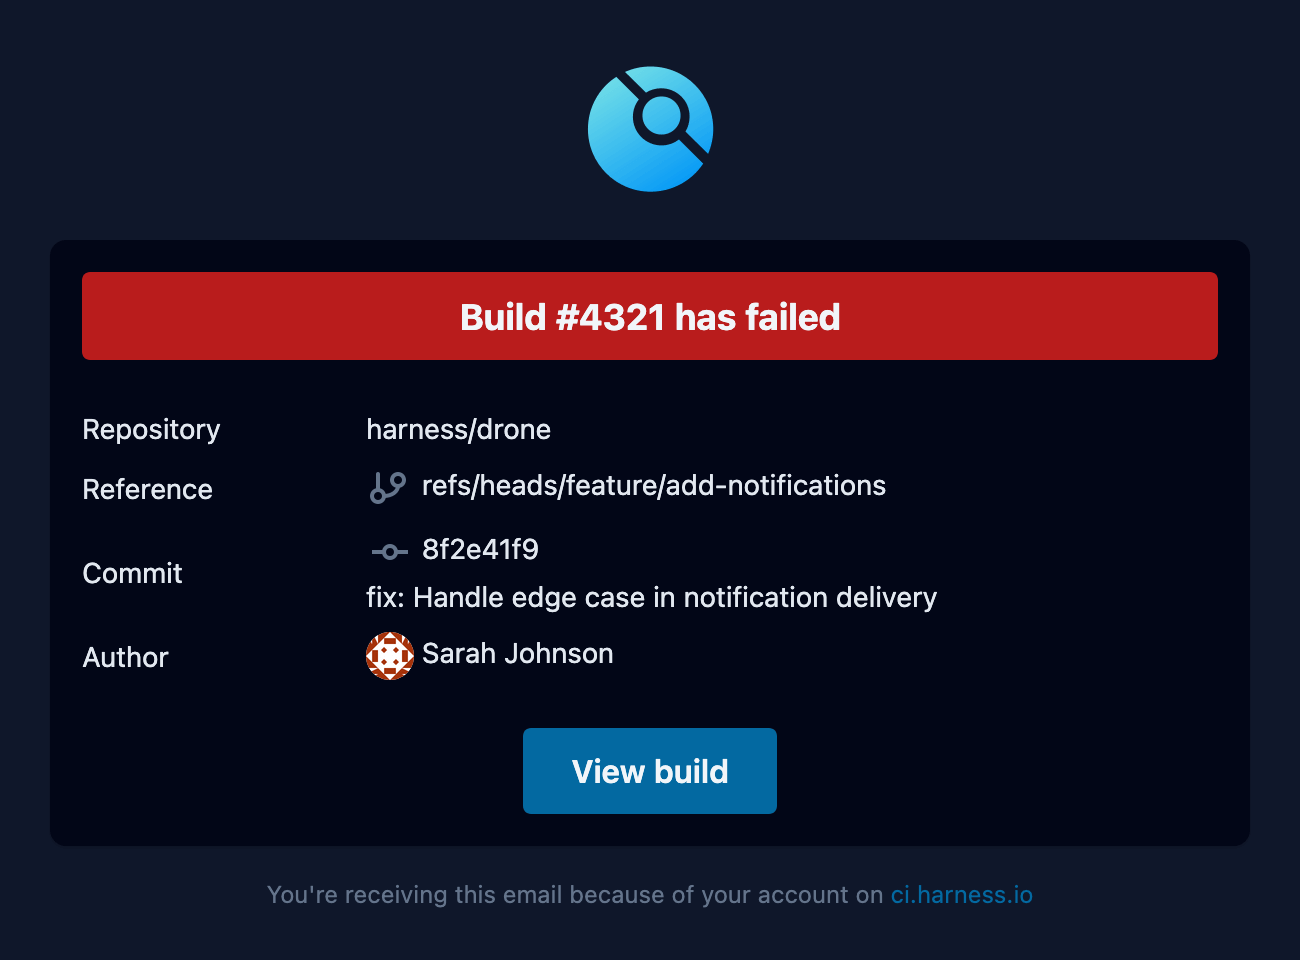 Build #4321 has failed
Repository harness/drone
Reference refs/heads/feature/add-notifications
Commit 8f2e41f9
fix: Handle edge case in notification delivery
Author Sarah Johnson
View build
You're receiving this email because of your account on ci.harness.io